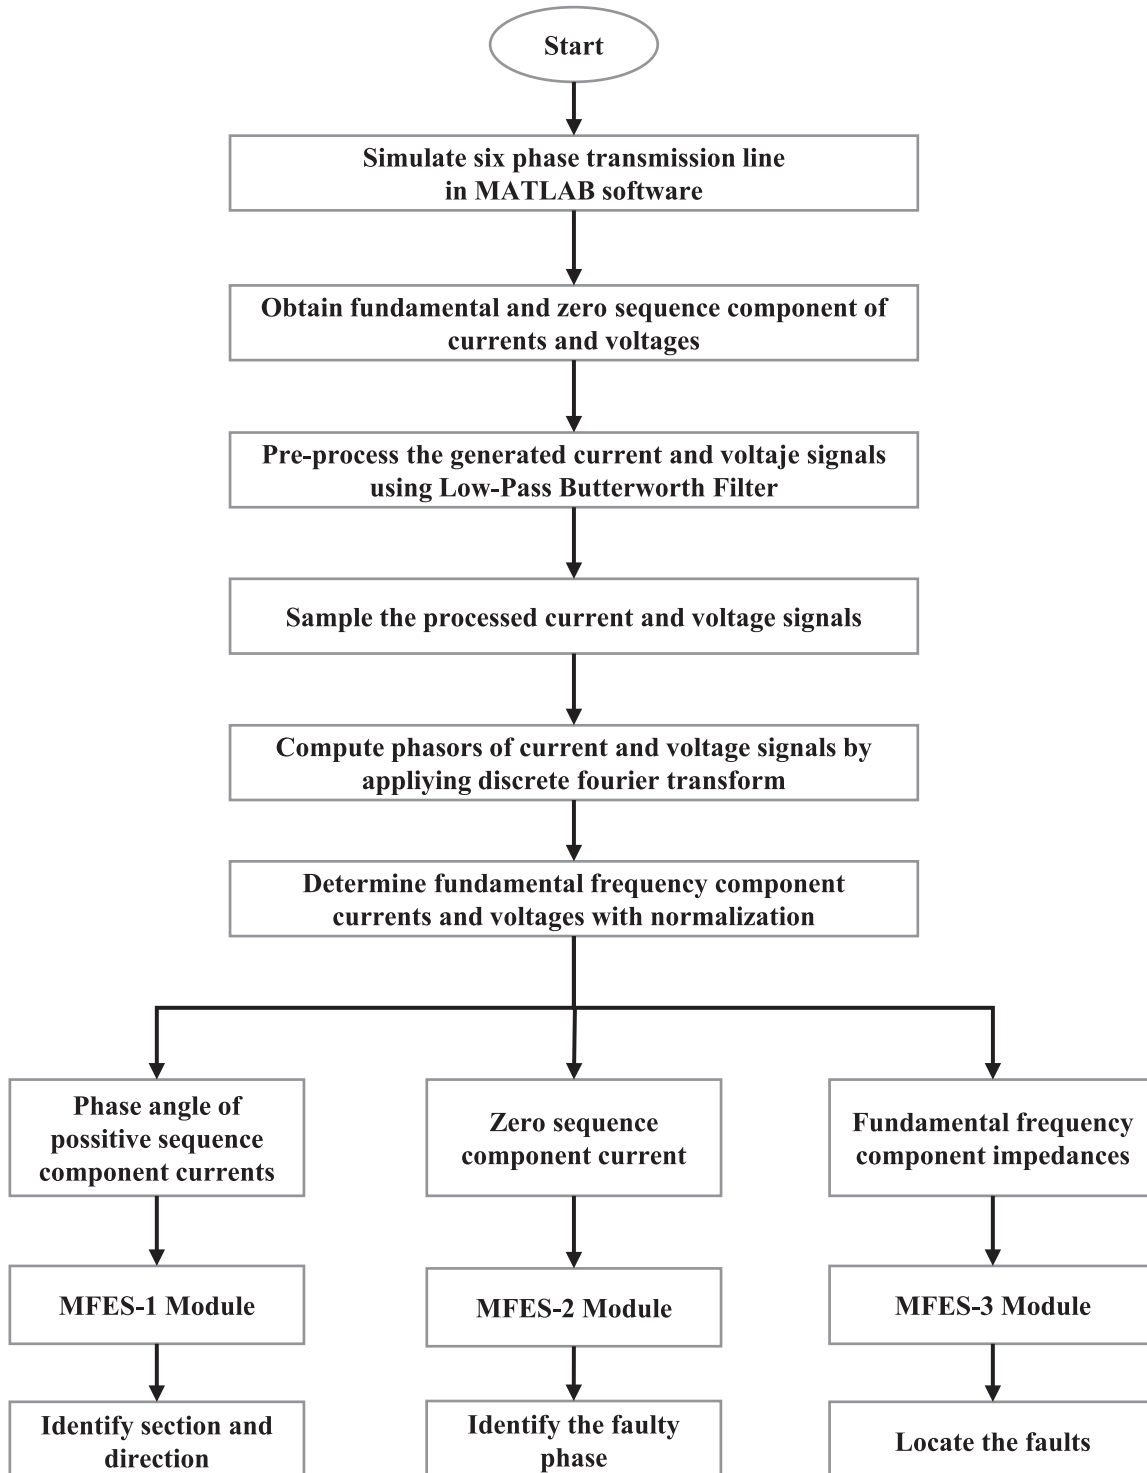 Start
Simulate six phase transmission line
in MATLAB software
Obtain fundamental and zero sequence component of
currents and voltages
Pre-process the generated current and voltaje signals
using Low-Pass Butterworth Filter
Sample the processed current and voltage signals
Compute phasors of current and voltage signals by
appliying discrete fourier transform
Determine fundamental frequency component
currents and voltages with normalization
Phase angle of
possitive sequence
component currents
Zero sequence
component current
Fundamental frequency
component impedances
MFES-1 Module
MFES-2 Module
MFES-3 Module
Identify section and
direction
Identify the faulty
phase
Locate the faults